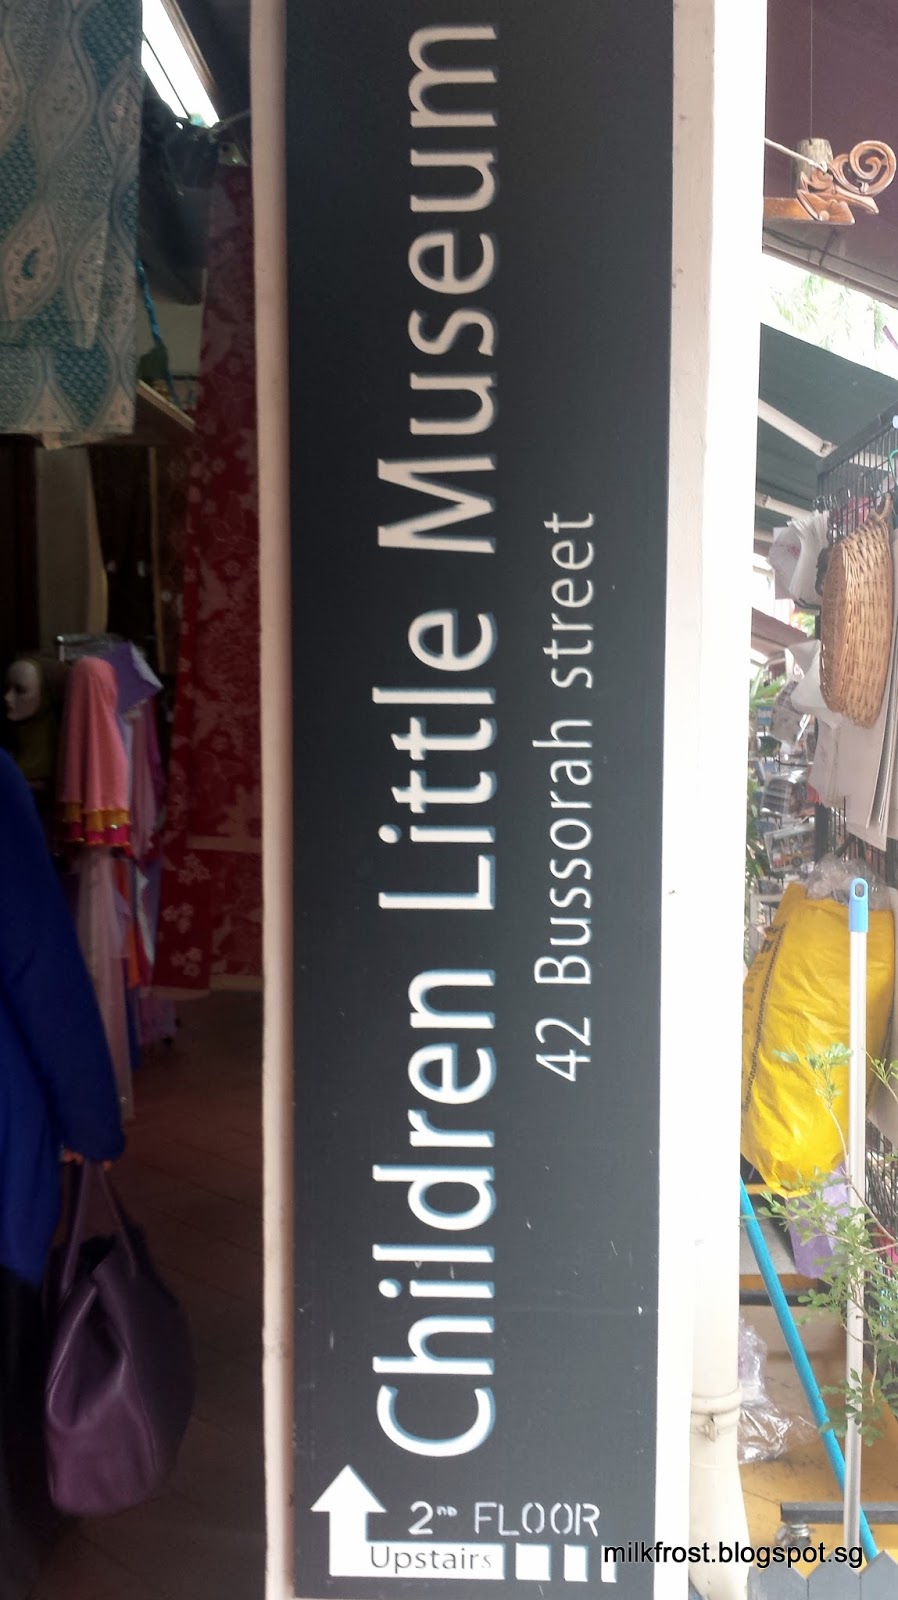 Children Little Museum
42 Bussorah street
2ND FLOOR
Upstairs
milkfrost.blogspot.sg